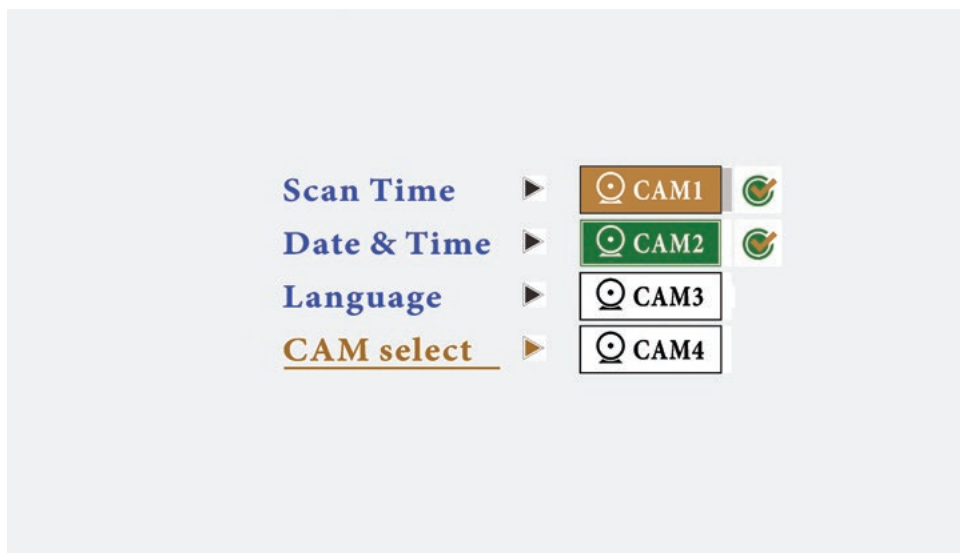 Scan Time CAM1
Date & Time CAM2
Language CAM3
CAM select CAM4